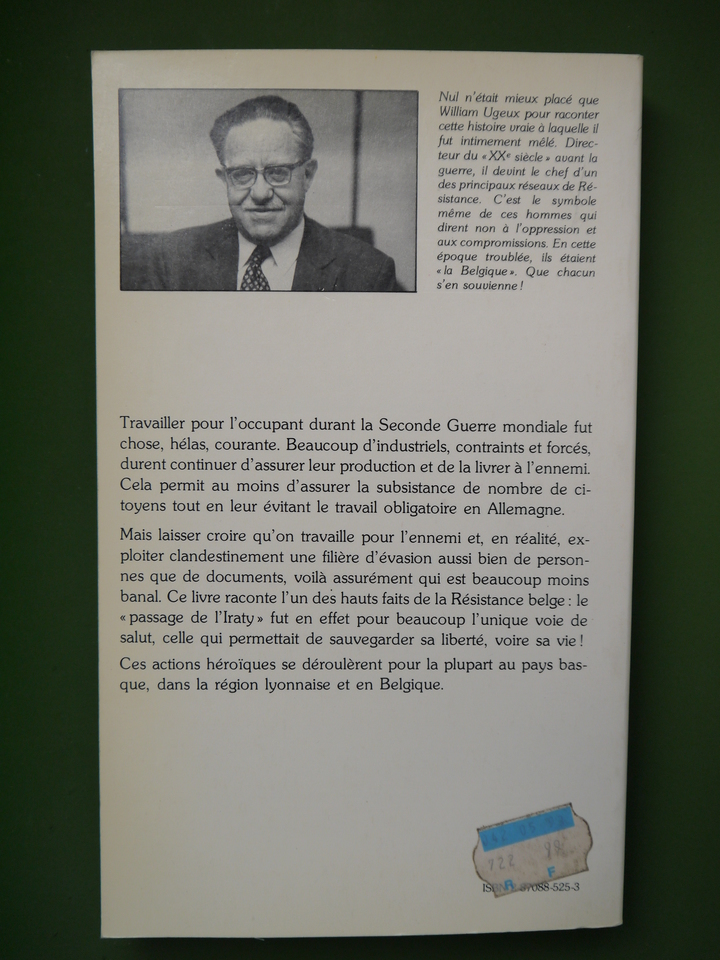 Nul n'était mieux placé que
William Ugeux pour raconter
cette histoire vraie à laquelle il
fut intimement mêlé. Direc-
teur du « XXe siècle » avant la
guerre, il devint le chef d'un
des principaux réseaux de Ré-
sistance. C'est le symbole
même de ces hommes qui
dirent non à l'oppression et
aux compromissions. En cette
époque troublée, ils étaient
« la Belgique ». Que chacun
s'en souvienne !
Travailler pour l'occupant durant la Seconde Guerre mondiale fut
chose, hélas, courante. Beaucoup d'industriels, contraints et forcés,
durent continuer d'assurer leur production et de la livrer à l'ennemi.
Cela permit au moins d'assurer la subsistance de nombre de ci-
toyens tout en leur évitant le travail obligatoire en Allemagne.
Mais laisser croire qu'on travaille pour l'ennemi et, en réalité, ex-
ploiter clandestinement une filière d'évasion aussi bien de person-
nes que de documents, voilà assurément qui est beaucoup moins
banal. Ce livre raconte l'un des hauts faits de la Résistance belge : le
« passage de l'Iraty » fut en effet pour beaucoup l'unique voie de
salut, celle qui permettait de sauvegarder sa liberté, voire sa vie !
Ces actions héroïques se déroulèrent pour la plupart au pays bas-
que, dans la région lyonnaise et en Belgique.
722
R F
87088-525-3